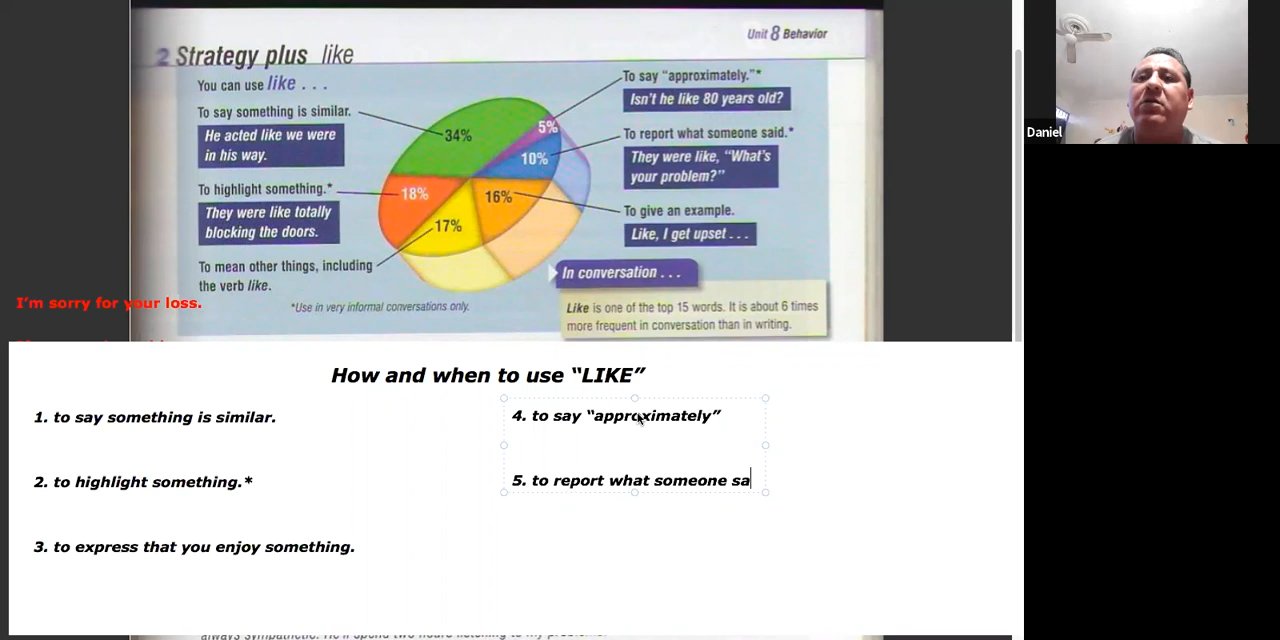 Unit 8 Behavior
2 Strategy plus like
You can use like . . .
To say something is similar.
He acted like we were
in his way.
To highlight something.*
They were like totally
blocking the doors.
To mean other things, including
the verb like.
*Use in very informal conversations only.
34%
5%
10%
18%
16%
17%
To say “approximately.”*
Isn't he like 80 years old?
To report what someone said.*
They were like, “What's
your problem?”
To give an example.
Like, I get upset . . .
In conversation . . .
Like is one of the top 15 words. It is about 6 times
more frequent in conversation than in writing.
I'm sorry for your loss.
Daniel
How and when to use “LIKE”
1. to say something is similar.
2. to highlight something.*
3. to express that you enjoy something.
4. to say “approximately”
5. to report what someone sa